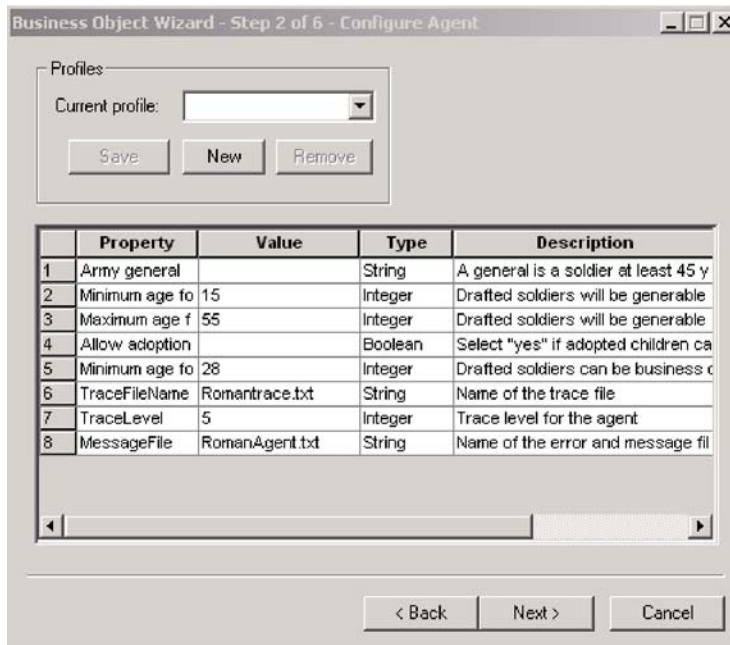 Business Object Wizard - Step 2 of 6 - Configure Agent
Profiles
Current profile:
Save New Remove
Property Value Type Description
1 Army general String A general is a soldier at least 45 y
2 Minimum age fo 15 Integer Drafted soldiers will be generable
3 Maximum age f 55 Integer Drafted soldiers will be generable
4 Allow adoption Boolean Select "yes" if adopted children ca
5 Minimum age fo 28 Integer Drafted soldiers can be business o
6 TraceFileName Romantrace.txt String Name of the trace file
7 TraceLevel 5 Integer Trace level for the agent
8 MessageFile RomanAgent.txt String Name of the error and message fil
< Back Next > Cancel